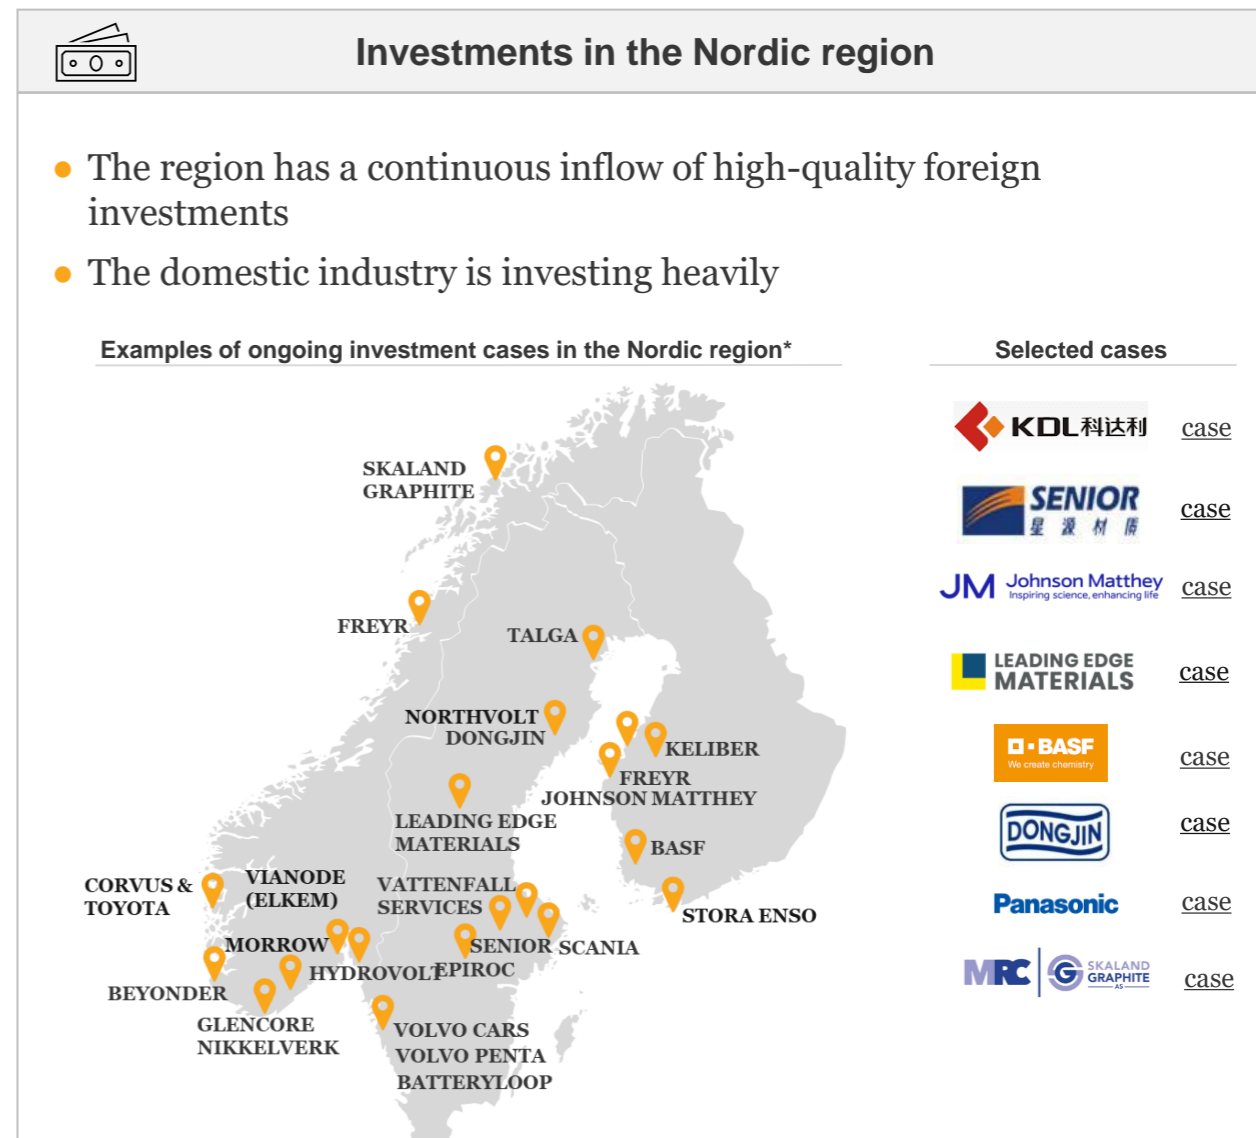 Investments in the Nordic region
● The region has a continuous inflow of high-quality foreign
investments
● The domestic industry is investing heavily
Examples of ongoing investment cases in the Nordic region*
SKALAND
GRAPHITE
FREYR
TALGA
NORTHVOLT
DONGJIN
KELIBER
FREYR
JOHNSON MATTHEY
LEADING EDGE
MATERIALS
BASF
CORVUS &
TOYOTA
VIANODE
(ELKEM)
VATTENFALL
SERVICES
STORA ENSO
MORROW
SENIOR
SCANIA
HYDROVOLT
EPIROC
BEYONDER
GLENCORE
NIKKELVERK
VOLVO CARS
VOLVO PENTA
BATTERYLOOP
Selected cases
KDL科达利 case
SENIOR
星源材质
case
JM Johnson Matthey
Inspiring science, enhancing life
case
LEADING EDGE
MATERIALS
case
BASF
We create chemistry
case
DONGJIN case
Panasonic case
MRC SKALAND
GRAPHITE
AS
case